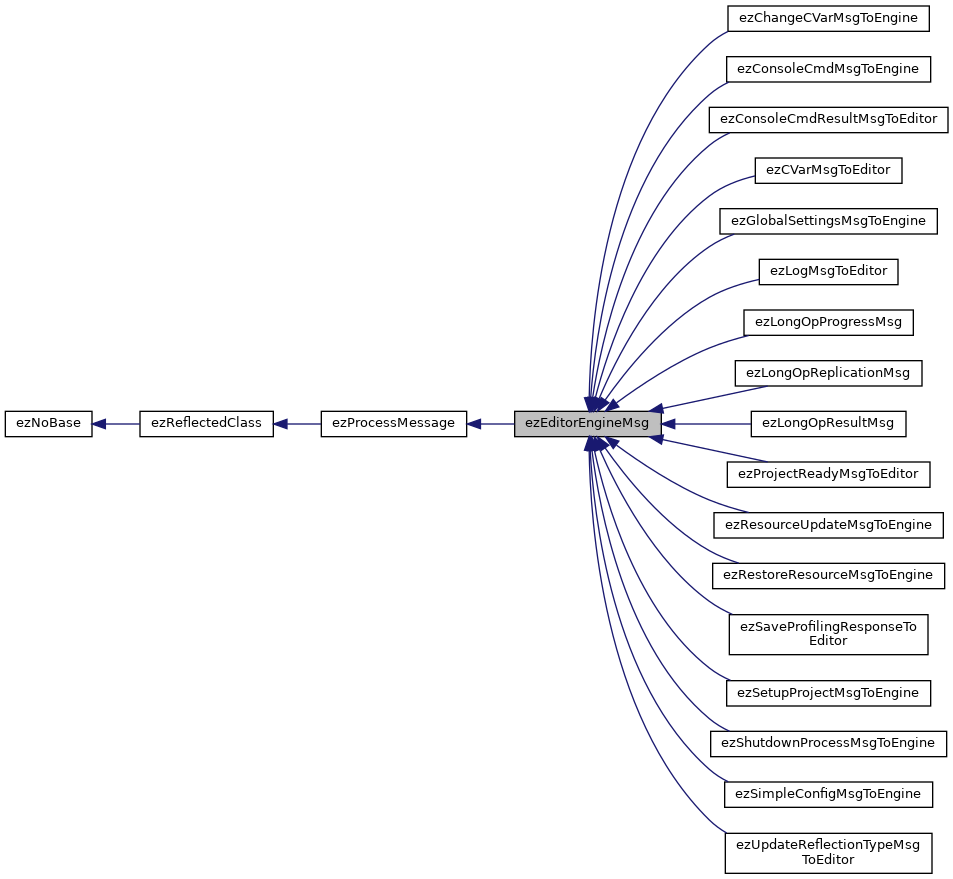 ezChangeCVarMsgToEngine
ezConsoleCmdMsgToEngine
ezConsoleCmdResultMsgToEditor
ezCVarMsgToEditor
ezGlobalSettingsMsgToEngine
ezLogMsgToEditor
ezLongOpProgressMsg
ezLongOpReplicationMsg
ezNoBase
ezReflectedClass
ezProcessMessage
ezEditorEngineMsg
ezLongOpResultMsg
ezProjectReadyMsgToEditor
ezResourceUpdateMsgToEngine
ezRestoreResourceMsgToEngine
ezSaveProfilingResponseTo
Editor
ezSetupProjectMsgToEngine
ezShutdownProcessMsgToEngine
ezSimpleConfigMsgToEngine
ezUpdateReflectionTypeMsg
ToEditor